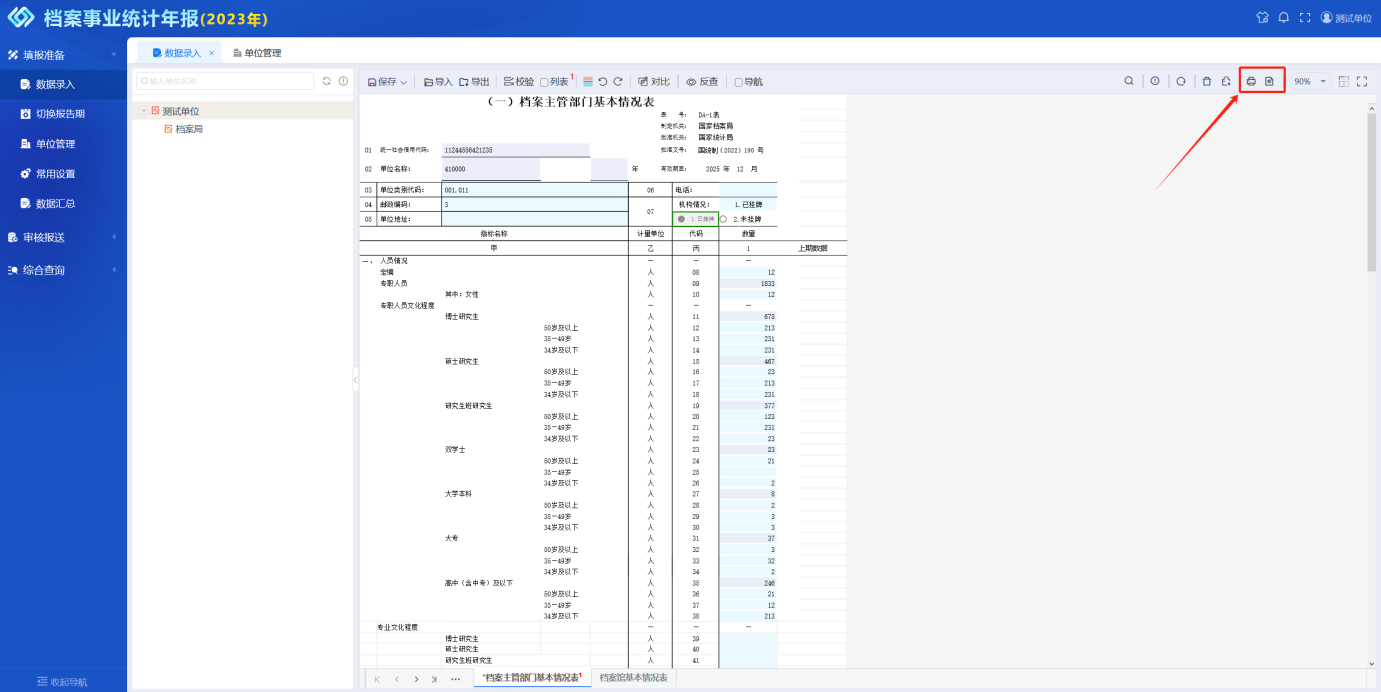 档案事业统计年报(2023年)
测试单位
填报准备
数据录入
切换报告期
单位管理
常用设置
数据汇总
审核报送
综合查询
收起导航
数据录入 × 单位管理
输入单位名称
测试单位
档案局
保存 导入 导出 校验 列表 1 对比 反查 导航 90%
（一）档案主管部门基本情况表
表 号: DA-1表
制定机关: 国家档案局
批准机关: 国家统计局
01 统一社会信用代码: 11244556421235 批准文号: 国统制（2022）190 号
02 单位名称: 410000 年 有效期至: 2025 年 12 月
03 单位类别代码: 001.011 06 电话:
04 邮政编码: 3 07 机构情况: 1.已挂牌
05 单位地址: 1.已挂牌 2.未挂牌
指标名称 计量单位 代码 数量
甲 乙 丙 1 上期数据
一、 人员情况 — — —
定编 人 08 12
专职人员 人 09 1833
其中: 女性 人 10 12
专职人员文化程度 — — —
博士研究生 人 11 675
50岁及以上 人 12 213
35－49岁 人 13 231
34岁及以下 人 14 231
硕士研究生 人 15 467
50岁及以上 人 16 23
35－49岁 人 17 213
34岁及以下 人 18 231
研究生班研究生 人 19 377
50岁及以上 人 20 123
35－49岁 人 21 231
34岁及以下 人 22 23
双学士 人 23 23
50岁及以上 人 24 21
35－49岁 人 25
34岁及以下 人 26 2
大学本科 人 27 8
50岁及以上 人 28 2
35－49岁 人 29 3
34岁及以下 人 30 3
大专 人 31 37
50岁及以上 人 32 3
35－49岁 人 33 32
34岁及以下 人 34 2
高中（含中专）及以下 人 35 246
50岁及以上 人 36 21
35－49岁 人 37 12
34岁及以下 人 38 213
专业文化程度 — — —
博士研究生 人 39
硕士研究生 人 40
研究生班研究生 人 41
*档案主管部门基本情况表1 档案馆基本情况表